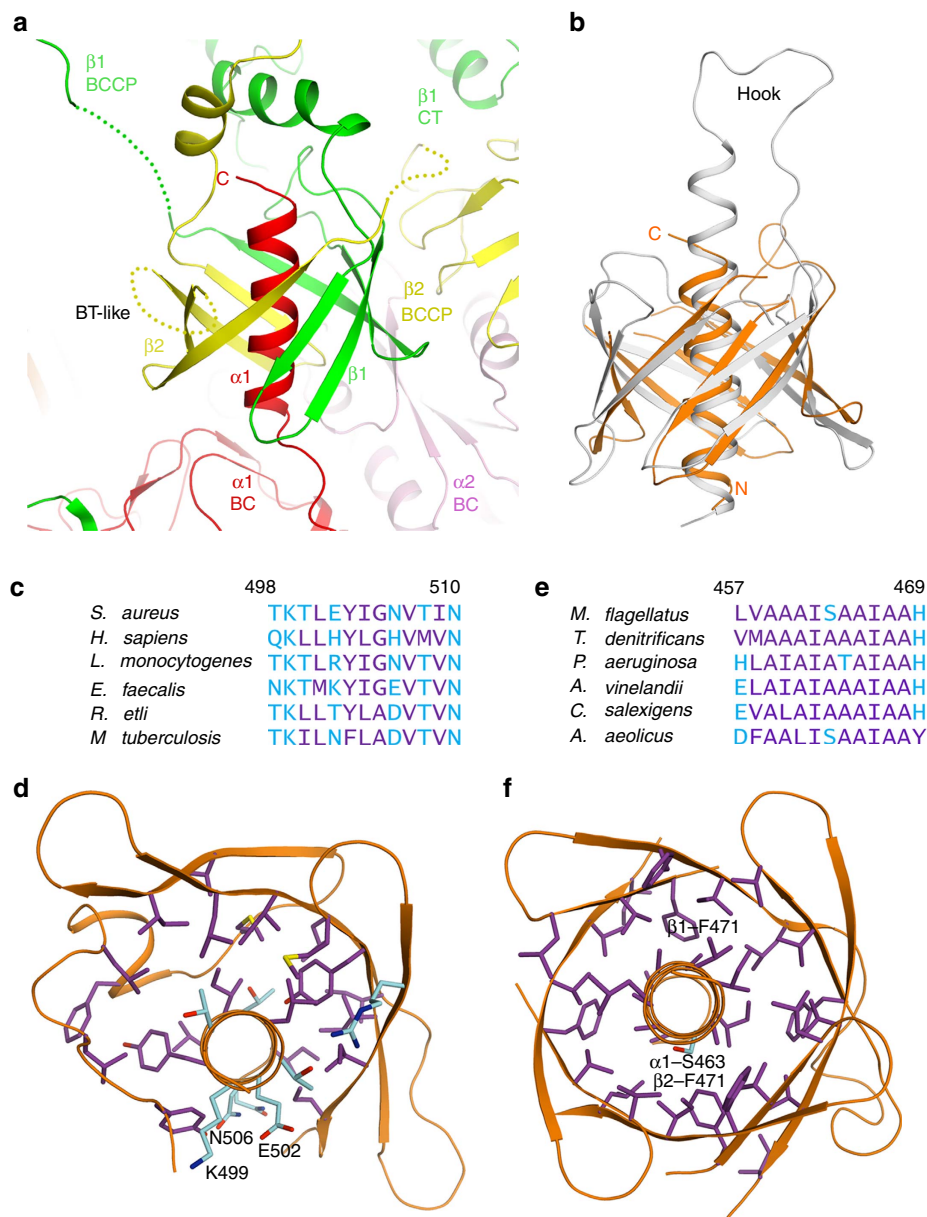 a
β1
BCCP
β1
CT
C
BT-like
β2
β2
BCCP
α1
β1
α1
BC
α2
BC
b
Hook
C
N
c
498 510
S. aureus TKTLEYIGNVTIN
H. sapiens QKLLHYLGHVMVN
L. monocytogenes TKTLRYIGNVTVN
E. faecalis NKTMKYIGEVTVN
R. etli TKLLTYLADVTVN
M tuberculosis TKILNFLADVTVN
e
457 469
M. flagellatus LVAAAISAAIAAH
T. denitrificans VMAAAIAAAIAAH
P. aeruginosa HLAIAIATAIAAH
A. vinelandii ELAIAIAAAIAAH
C. salexigens EVALAIAAAIAAH
A. aeolicus DFAALISAAIAAY
d
N506
E502
K499
f
β1–F471
α1–S463
β2–F471